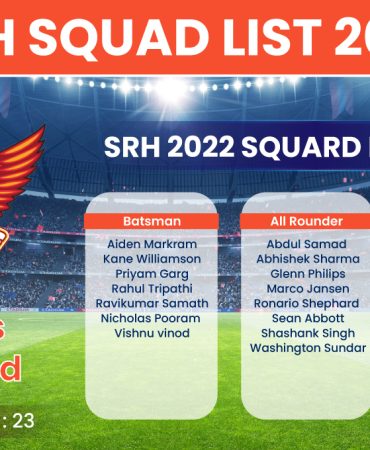 H SQUAD LIST 20
SRH 2022 SQUARD
Batsman
Aiden Markram
Kane Williamson
Priyam Garg
Rahul Tripathi
Ravikumar Samath
Nicholas Pooram
Vishnu vinod
All Rounder
Abdul Samad
Abhishek Sharma
Glenn Philips
Marco Jansen
Ronario Shephard
Sean Abbott
Shashank Singh
Washington Sundar
s
d
: 23